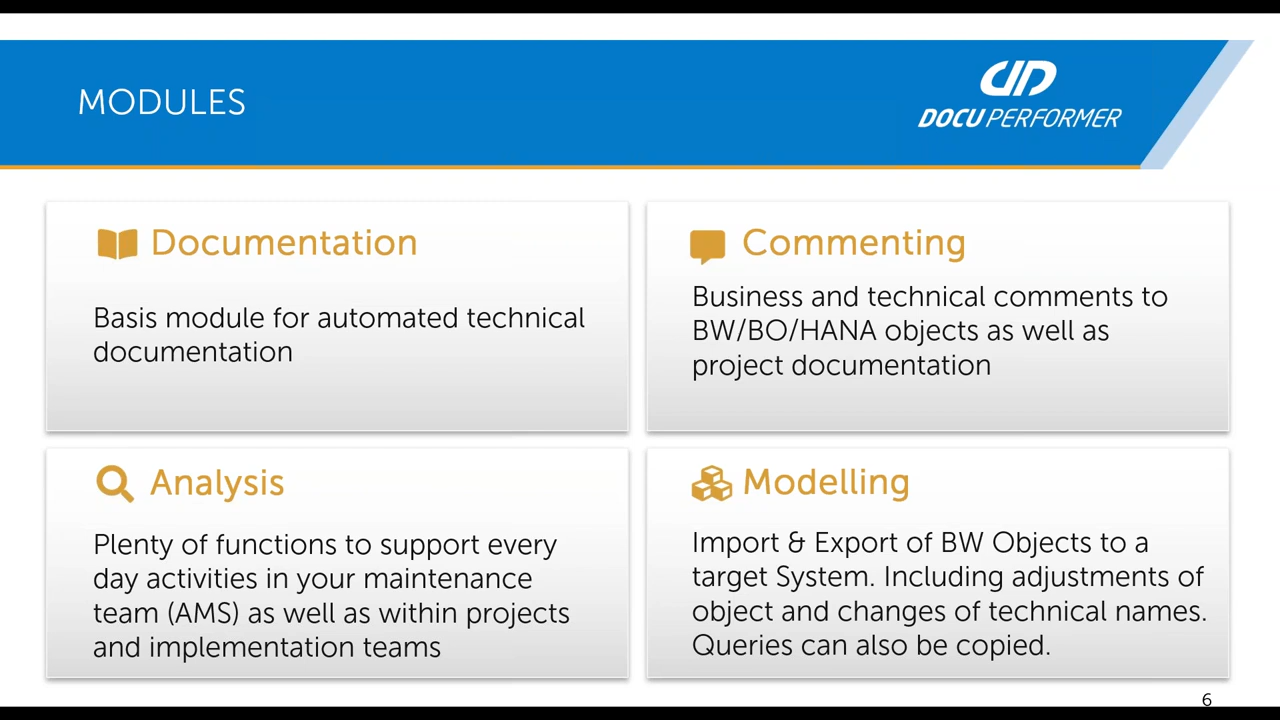 MODULES
DOCU PERFORMER
Documentation
Basis module for automated technical
documentation
Commenting
Business and technical comments to
BW/BO/HANA objects as well as
project documentation
Analysis
Plenty of functions to support every
day activities in your maintenance
team (AMS) as well as within projects
and implementation teams
Modelling
Import & Export of BW Objects to a
target System. Including adjustments of
object and changes of technical names.
Queries can also be copied.
6